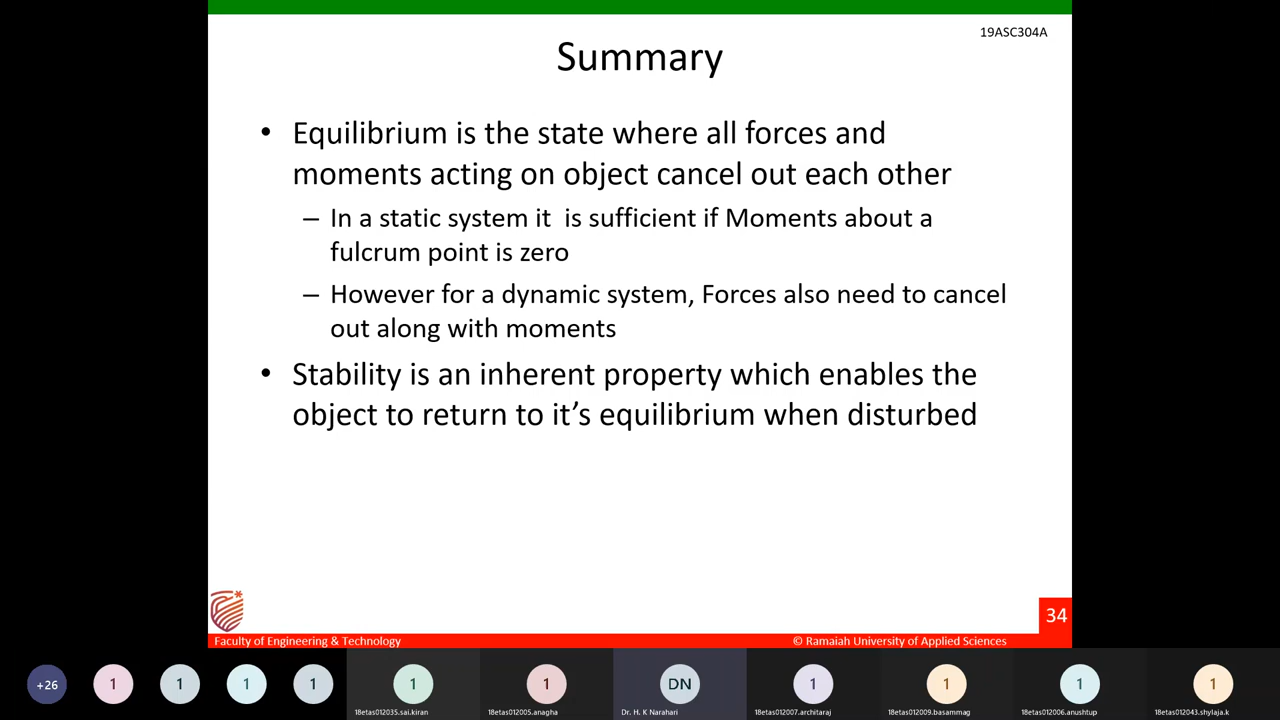 19ASC304A
Summary
• Equilibrium is the state where all forces and
moments acting on object cancel out each other
– In a static system it is sufficient if Moments about a
fulcrum point is zero
– However for a dynamic system, Forces also need to cancel
out along with moments
• Stability is an inherent property which enables the
object to return to it’s equilibrium when disturbed
34
Faculty of Engineering & Technology
© Ramaiah University of Applied Sciences
+26
1
1
1
1
1
1
DN
1
1
1
1
18etas012035.sai.kiran
18etas012005.anagha
Dr. H. K Narahari
18etas012007.architaraj
18etas012009.basammag
18etas012006.anushtup
18etas012043.shylaja.k